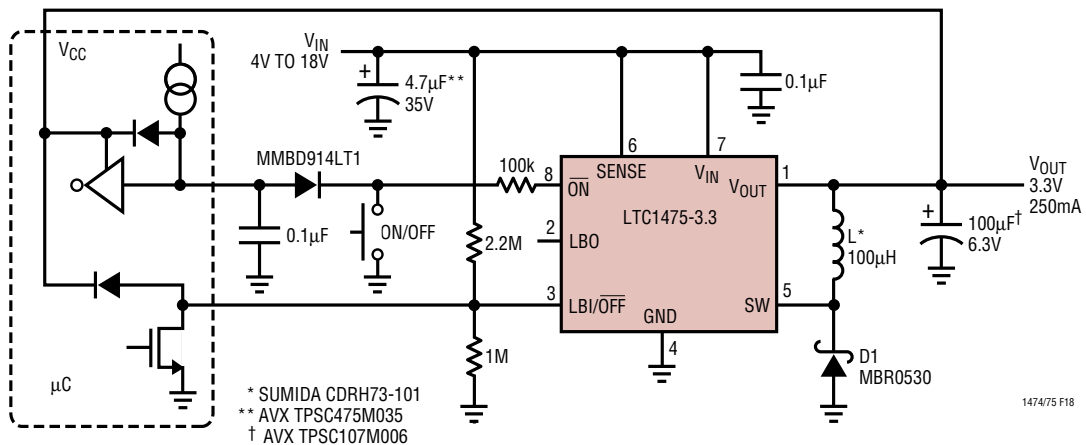 VCC
VIN
4V TO 18V
+
4.7µF**
35V
0.1µF
MMBD914LT1
100k
8
ON
6
SENSE
7
VIN
VOUT
1
VOUT
3.3V
250mA
LTC1475-3.3
+
100µF†
6.3V
0.1µF
ON/OFF
2.2M
2
LBO
L*
100µH
3
LBI/OFF
GND
SW
5
4
1M
D1
MBR0530
µC
* SUMIDA CDRH73-101
** AVX TPSC475M035
† AVX TPSC107M006
1474/75 F18